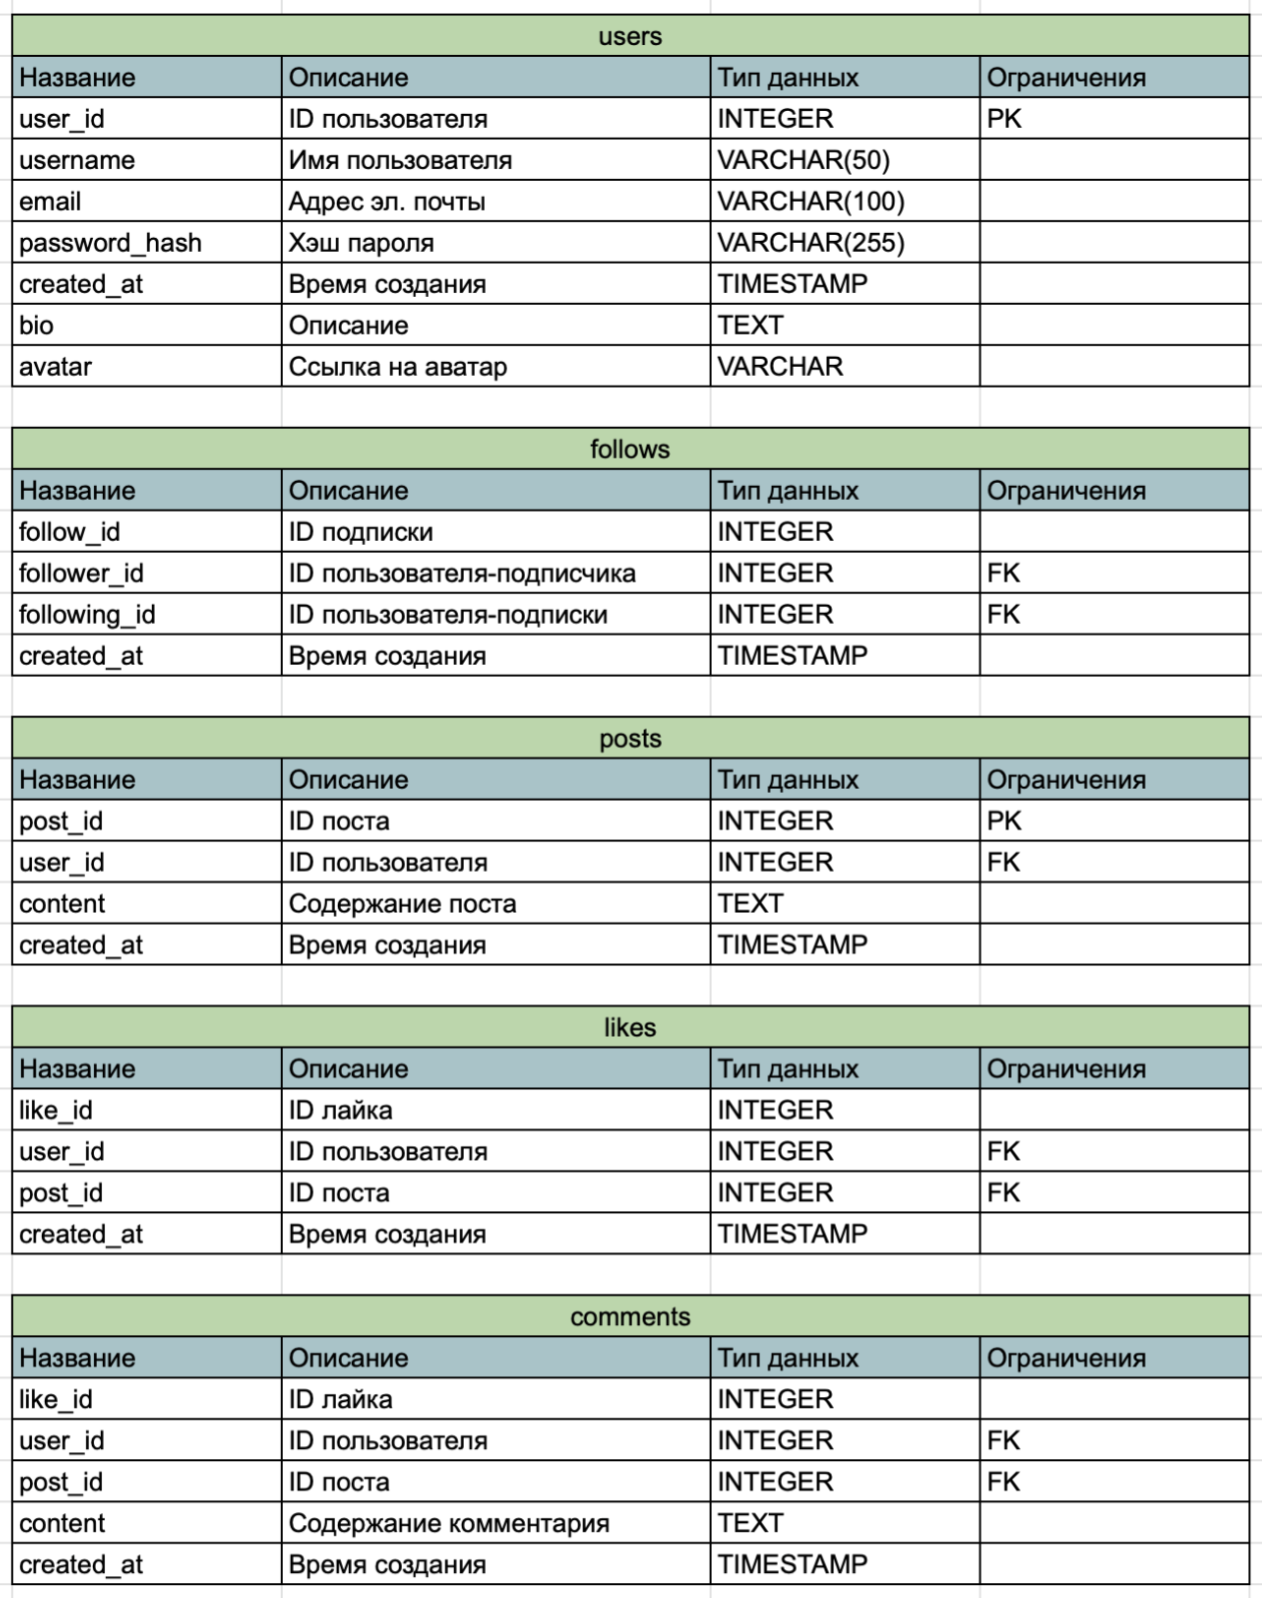 users
Название Описание Тип данных Ограничения
user_id ID пользователя INTEGER PK
username Имя пользователя VARCHAR(50)
email Адрес эл. почты VARCHAR(100)
password_hash Хэш пароля VARCHAR(255)
created_at Время создания TIMESTAMP
bio Описание TEXT
avatar Ссылка на аватар VARCHAR
follows
Название Описание Тип данных Ограничения
follow_id ID подписки INTEGER
follower_id ID пользователя-подписчика INTEGER FK
following_id ID пользователя-подписки INTEGER FK
created_at Время создания TIMESTAMP
posts
Название Описание Тип данных Ограничения
post_id ID поста INTEGER PK
user_id ID пользователя INTEGER FK
content Содержание поста TEXT
created_at Время создания TIMESTAMP
likes
Название Описание Тип данных Ограничения
like_id ID лайка INTEGER
user_id ID пользователя INTEGER FK
post_id ID поста INTEGER FK
created_at Время создания TIMESTAMP
comments
Название Описание Тип данных Ограничения
like_id ID лайка INTEGER
user_id ID пользователя INTEGER FK
post_id ID поста INTEGER FK
content Содержание комментария TEXT
created_at Время создания TIMESTAMP